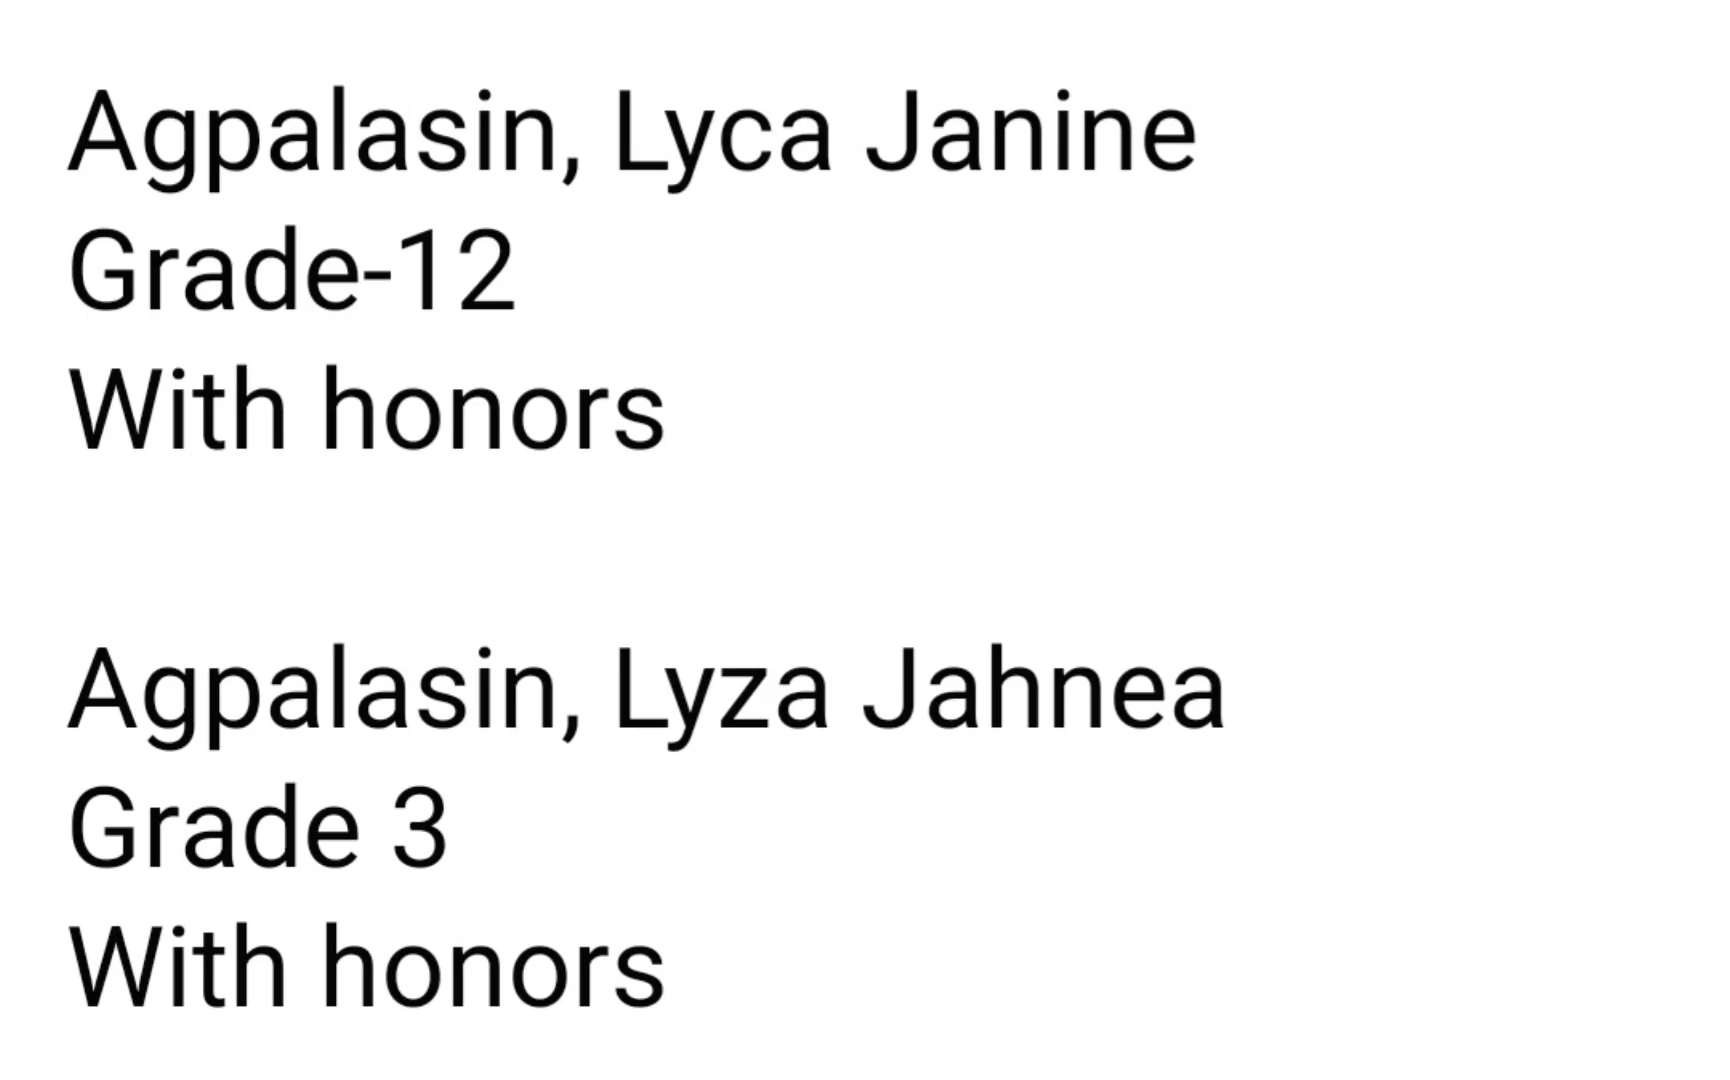 Agpalasin, Lyca Janine
Grade-12
With honors
Agpalasin, Lyza Jahnea
Grade 3
With honors